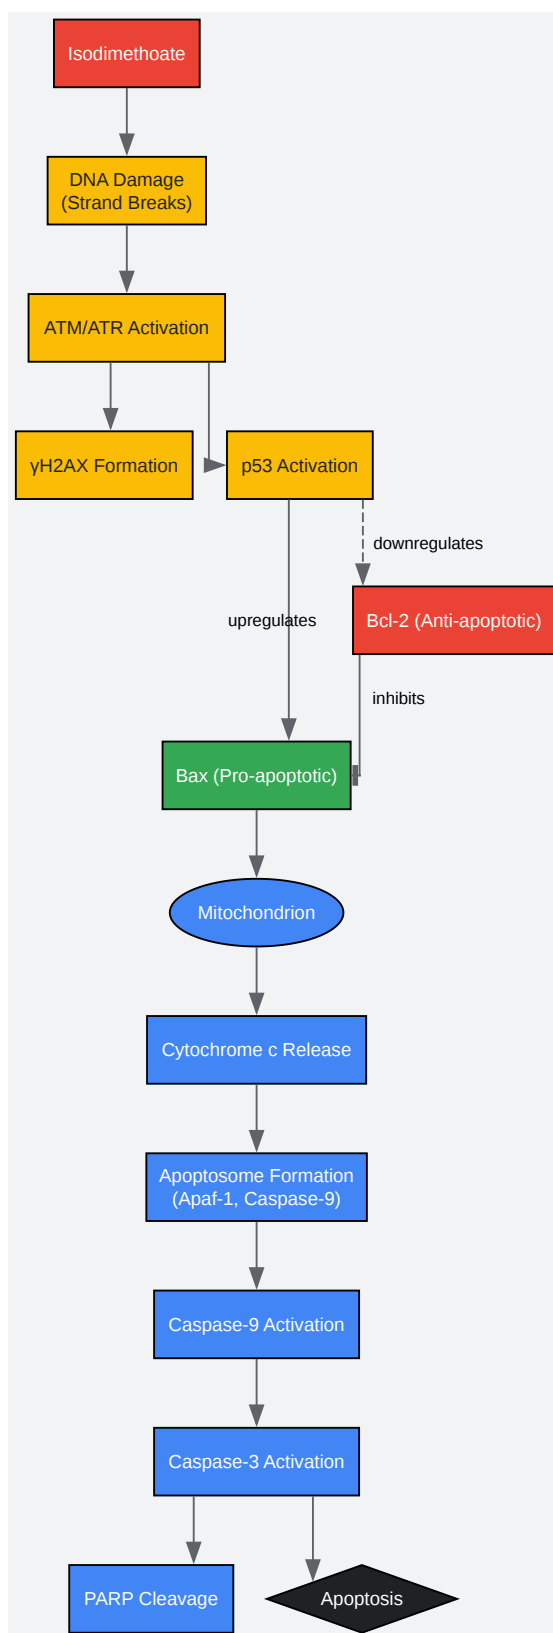 Isodimethoate
DNA Damage
(Strand Breaks)
ATM/ATR Activation
γH2AX Formation
p53 Activation
downregulates
upregulates
Bcl-2 (Anti-apoptotic)
inhibits
Bax (Pro-apoptotic)
Mitochondrion
Cytochrome c Release
Apoptosome Formation
(Apaf-1, Caspase-9)
Caspase-9 Activation
Caspase-3 Activation
PARP Cleavage
Apoptosis